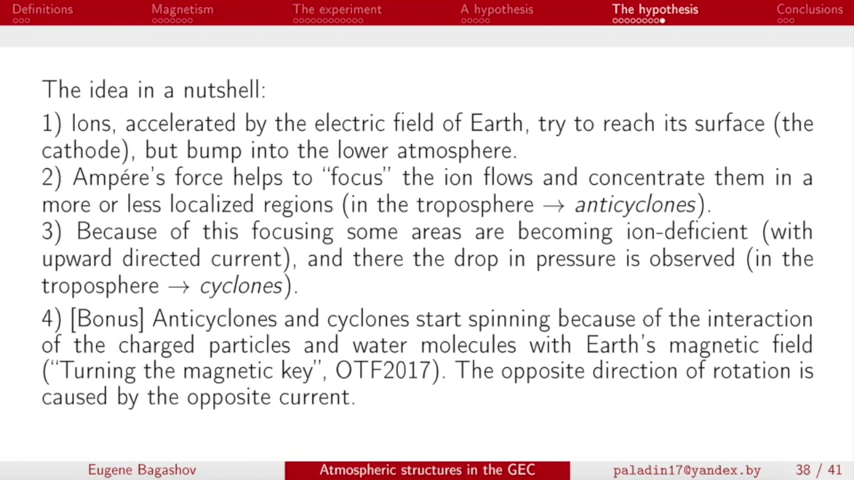 Definitions Magnetism The experiment A hypothesis The hypothesis Conclusions
The idea in a nutshell:
1) Ions, accelerated by the electric field of Earth, try to reach its surface (the
cathode), but bump into the lower atmosphere.
2) Ampére's force helps to “focus” the ion flows and concentrate them in a
more or less localized regions (in the troposphere → anticyclones).
3) Because of this focusing some areas are becoming ion-deficient (with
upward directed current), and there the drop in pressure is observed (in the
troposphere → cyclones).
4) [Bonus] Anticyclones and cyclones start spinning because of the interaction
of the charged particles and water molecules with Earth's magnetic field
(“Turning the magnetic key”, OTF2017). The opposite direction of rotation is
caused by the opposite current.
Eugene Bagashov Atmospheric structures in the GEC paladin17@yandex.by 38 / 41